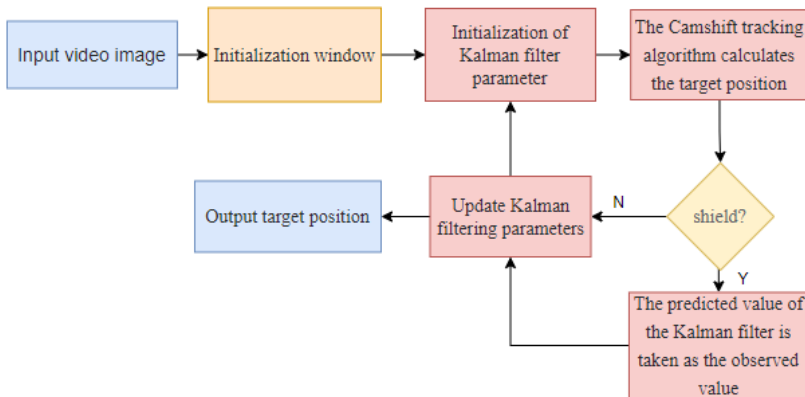 Input video image
Initialization window
Initialization of
Kalman filter
parameter
The Camshift tracking
algorithm calculates
the target position
shield?
N
Y
Update Kalman
filtering parameters
Output target position
The predicted value of
the Kalman filter is
taken as the observed
value